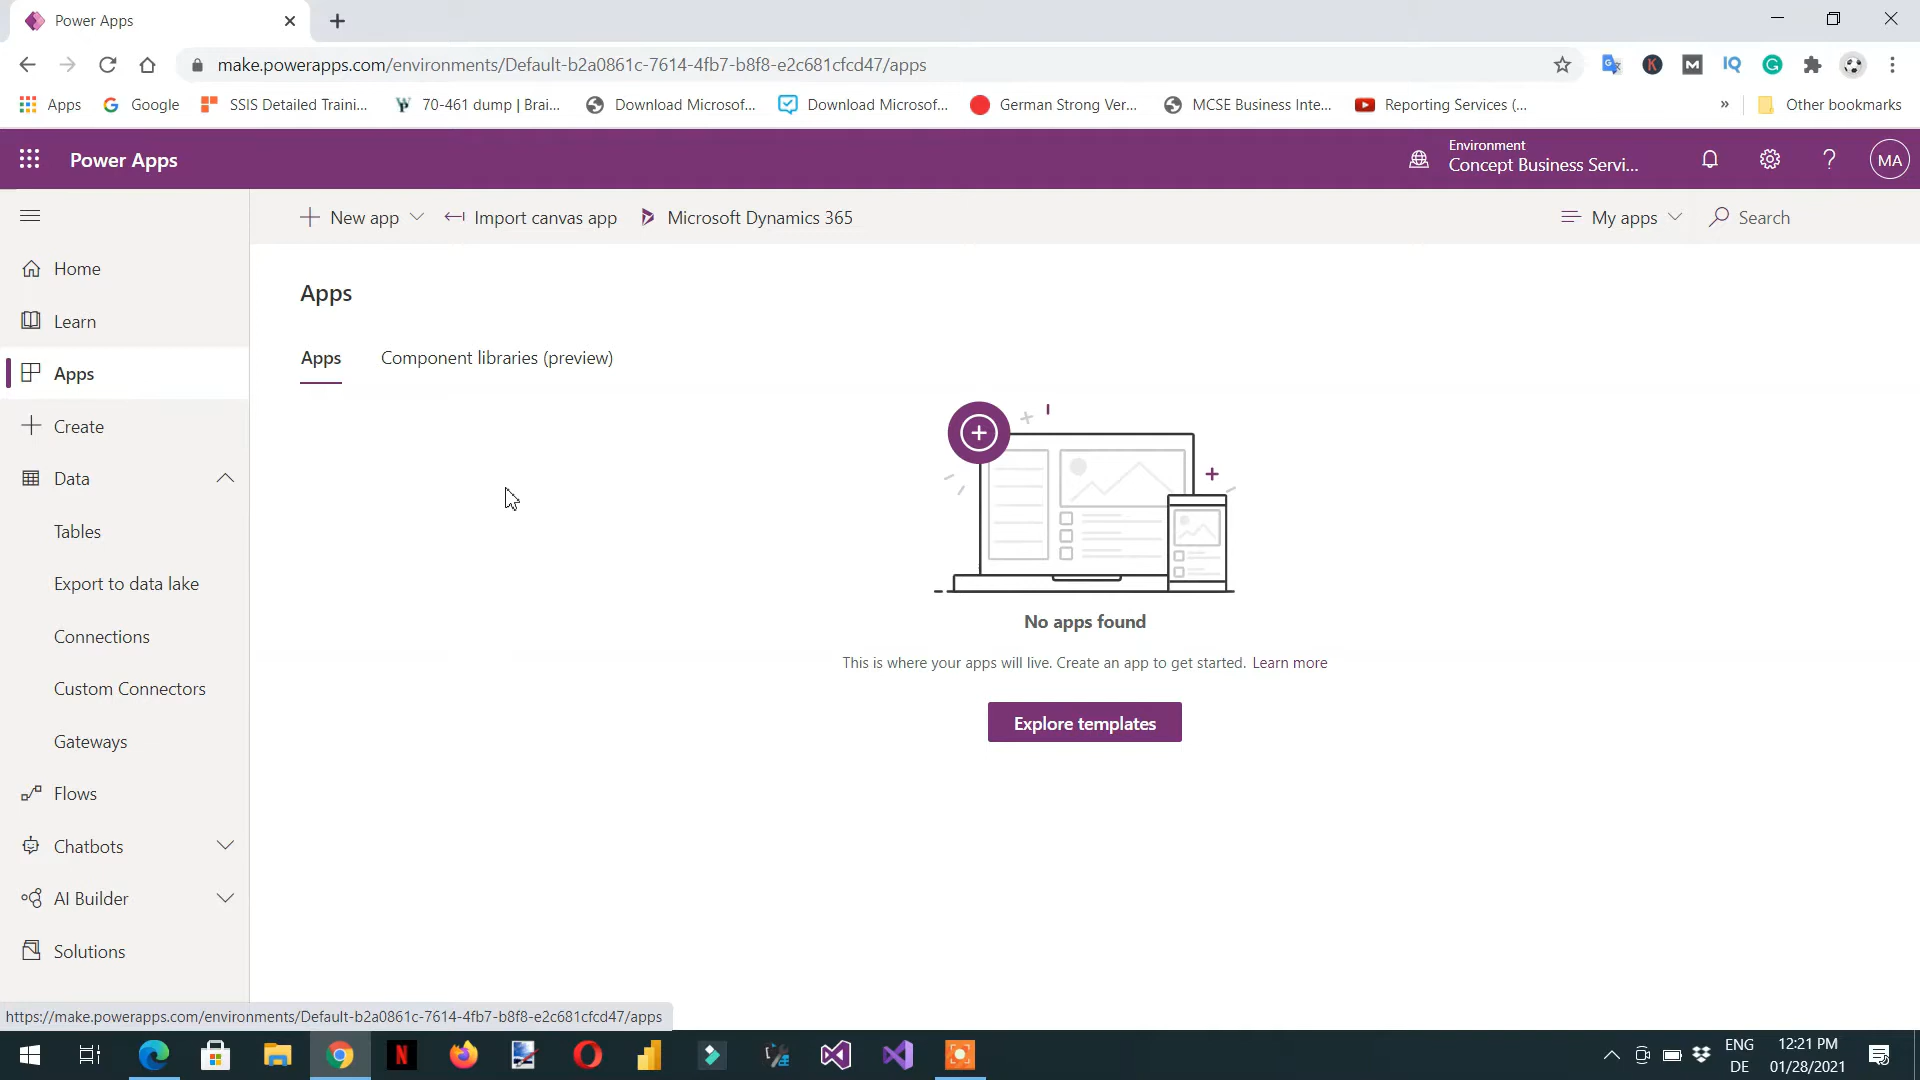 Power Apps
make.powerapps.com/environments/Default-b2a0861c-7614-4fb7-b8f8-e2c681cfcd47/apps
Apps
Google
SSIS Detailed Traini...
70-461 dump | Brai...
Download Microsof...
Download Microsof...
German Strong Ver...
MCSE Business Inte...
Reporting Services (...
»
Other bookmarks
Power Apps
Environment
Concept Business Servi...
MA
New app
Import canvas app
Microsoft Dynamics 365
My apps
Search
Home
Learn
Apps
Create
Data
Tables
Export to data lake
Connections
Custom Connectors
Gateways
Flows
Chatbots
AI Builder
Solutions
Apps
Apps
Component libraries (preview)
No apps found
This is where your apps will live. Create an app to get started. Learn more
Explore templates
https://make.powerapps.com/environments/Default-b2a0861c-7614-4fb7-b8f8-e2c681cfcd47/apps
ENG
DE
12:21 PM
01/28/2021